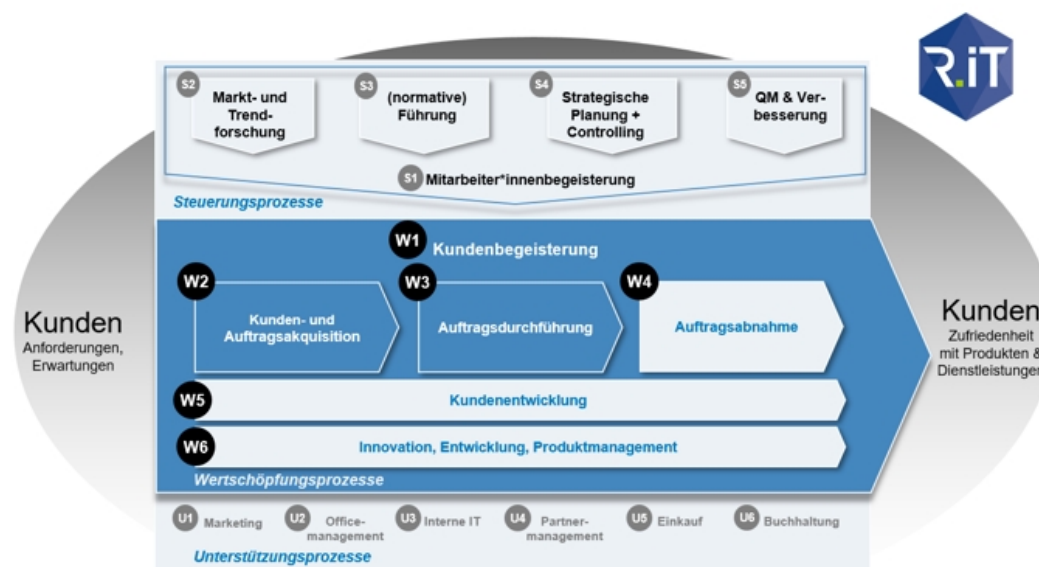 R.iT
S2
Markt- und
Trend-
forschung
S3
(normative)
Führung
S4
Strategische
Planung +
Controlling
S5
QM & Ver-
besserung
S1 Mitarbeiter*innenbegeisterung
Steuerungsprozesse
W1 Kundenbegeisterung
W2
Kunden- und
Auftragsakquisition
W3
Auftragsdurchführung
W4
Auftragsabnahme
Kunden
Anforderungen,
Erwartungen
Kunden
Zufriedenheit
mit Produkten &
Dienstleistungen
W5 Kundenentwicklung
W6 Innovation, Entwicklung, Produktmanagement
Wertschöpfungsprozesse
U1 Marketing
U2 Office-
management
U3 Interne IT
U4 Partner-
management
U5 Einkauf
U6 Buchhaltung
Unterstützungsprozesse